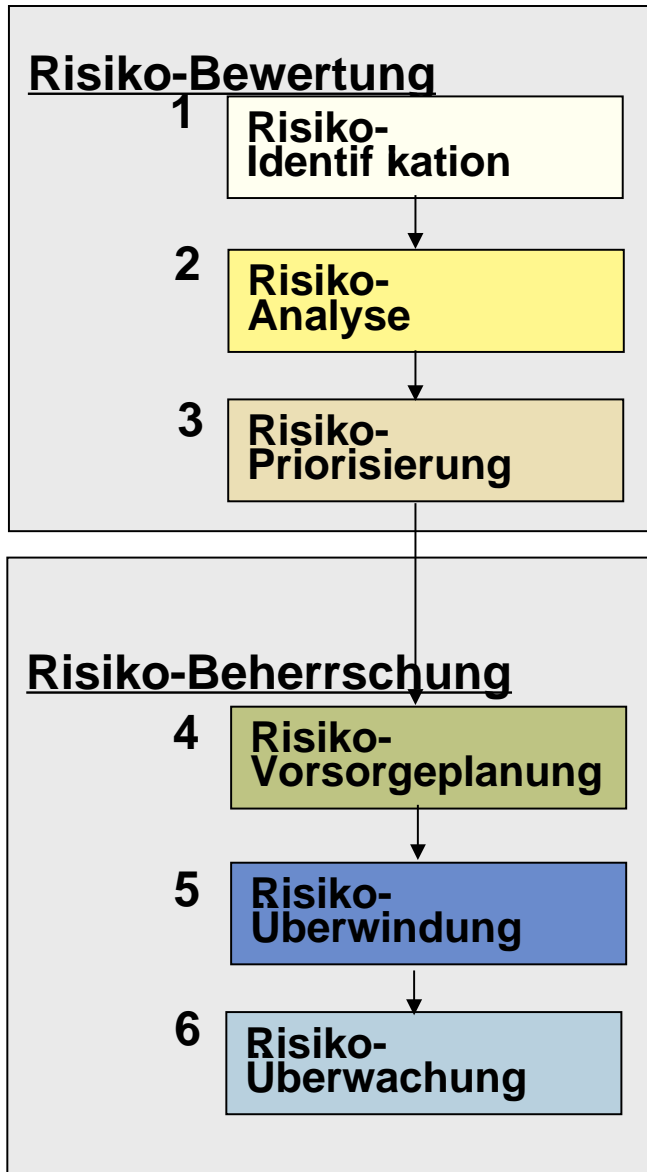 Risiko-Bewertung
1
Risiko-
Identif kation
2
Risiko-
Analyse
3
Risiko-
Priorisierung
Risiko-Beherrschung
4
Risiko-
Vorsorgeplanung
5
Risiko-
Überwindung
6
Risiko-
Überwachung